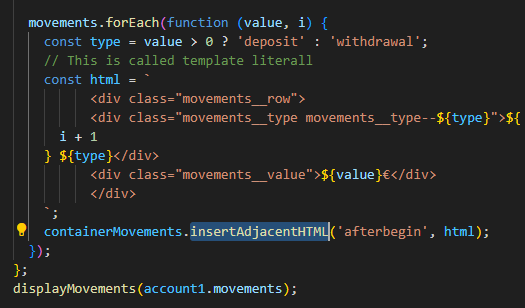 movements.forEach(function (value, i) {
const type = value > 0 ? 'deposit' : 'withdrawal';
// This is called template literall
const html = `
<div class="movements__row">
<div class="movements__type movements__type--${type}">${
i + 1
} ${type}</div>
<div class="movements__value">${value}€</div>
</div>
`;
containerMovements.insertAdjacentHTML('afterbegin', html);
});
};
displayMovements(account1.movements);